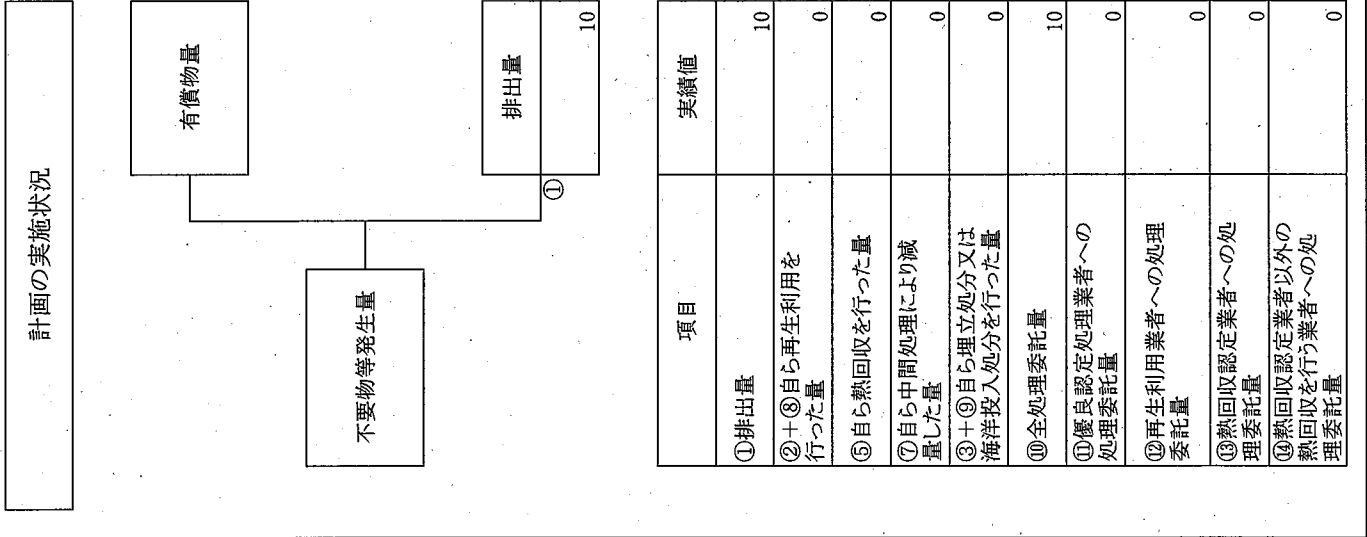 計画の実施状況
有償物量
不要物等発生量
排出量
①
10
項目 実績値
①排出量 10
②+⑧自ら再生利用を
行った量 0
⑤自ら熱回収を行った量 0
⑦自ら中間処理により減
量した量 0
③+⑨自ら埋立処分又は
海洋投入処分を行った量 0
⑩全処理委託量 10
⑪優良認定処理業者への
処理委託量 0
⑫再生利用業者への処理
委託量 0
⑬熱回収認定業者への処
理委託量 0
⑭熱回収認定業者以外の
熱回収を行う業者への処
理委託量 0